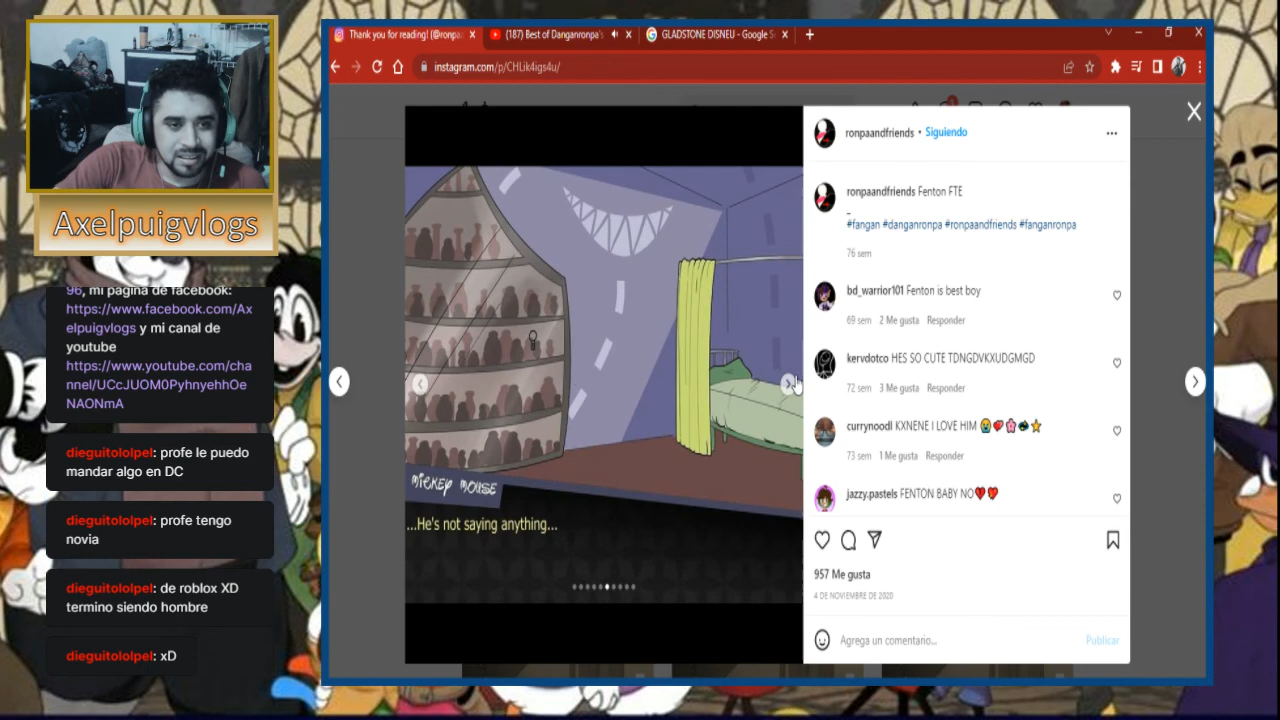 Axelpuigvlogs
96, mi pagina de facebook:
https://www.facebook.com/Ax
elpuigvlogs y mi canal de
youtube
https://www.youtube.com/cha
nnel/UCcJUOM0PyhnyehhOe
NAONmA
dieguitololpel: profe le puedo
mandar algo en DC
dieguitololpel: profe tengo
novia
dieguitololpel: de roblox XD
termino siendo hombre
dieguitololpel: xD
Thank you for reading! (@ronpa
(187) Best of Danganronpa's
GLADSTONE DISNEU - Google S
instagram.com/p/CHLik4igs4u/
MICKEY MOUSE
...He's not saying anything...
ronpaandfriends • Siguiendo
ronpaandfriends Fenton FTE
_
#fangan #danganronpa #ronpaandfriends #fanganronpa
76 sem
bd_warrior101 Fenton is best boy
69 sem 2 Me gusta Responder
kervdotco HES SO CUTE TDNGDVKXUDGMGD
72 sem 3 Me gusta Responder
currynoodl KXNENE I LOVE HIM
73 sem 1 Me gusta Responder
jazzy.pastels FENTON BABY NO
957 Me gusta
4 DE NOVIEMBRE DE 2020
Agrega un comentario...
Publicar